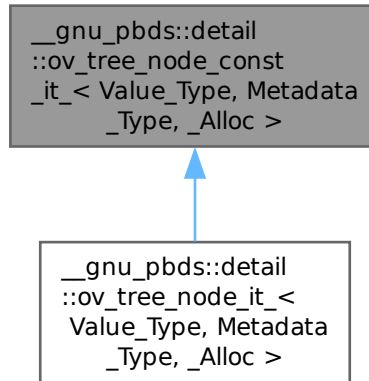 __gnu_pbds::detail
::ov_tree_node_const
_it_< Value_Type, Metadata
_Type, _Alloc >
__gnu_pbds::detail
::ov_tree_node_it_<
Value_Type, Metadata
_Type, _Alloc >